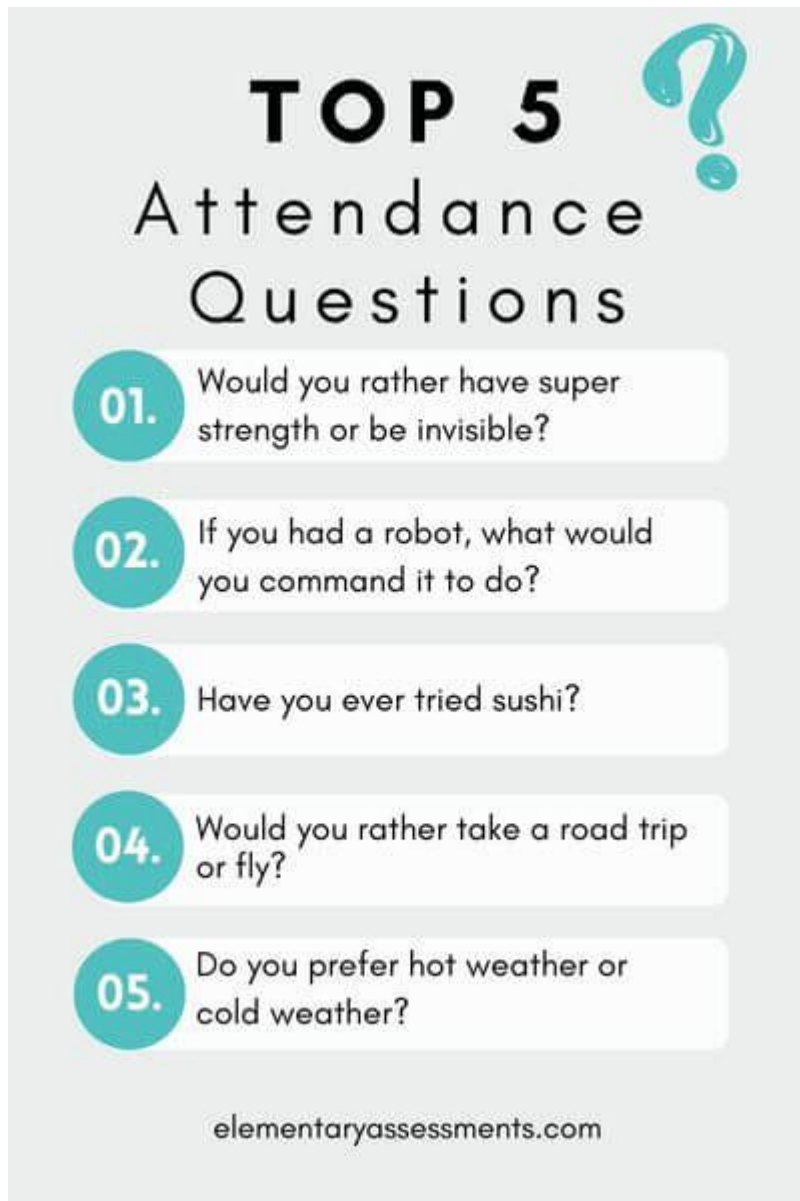 TOP 5
Attendance
Questions
01.
Would you rather have super
strength or be invisible?
02.
If you had a robot, what would
you command it to do?
03.
Have you ever tried sushi?
04.
Would you rather take a road trip
or fly?
05.
Do you prefer hot weather or
cold weather?
elementaryassessments.com